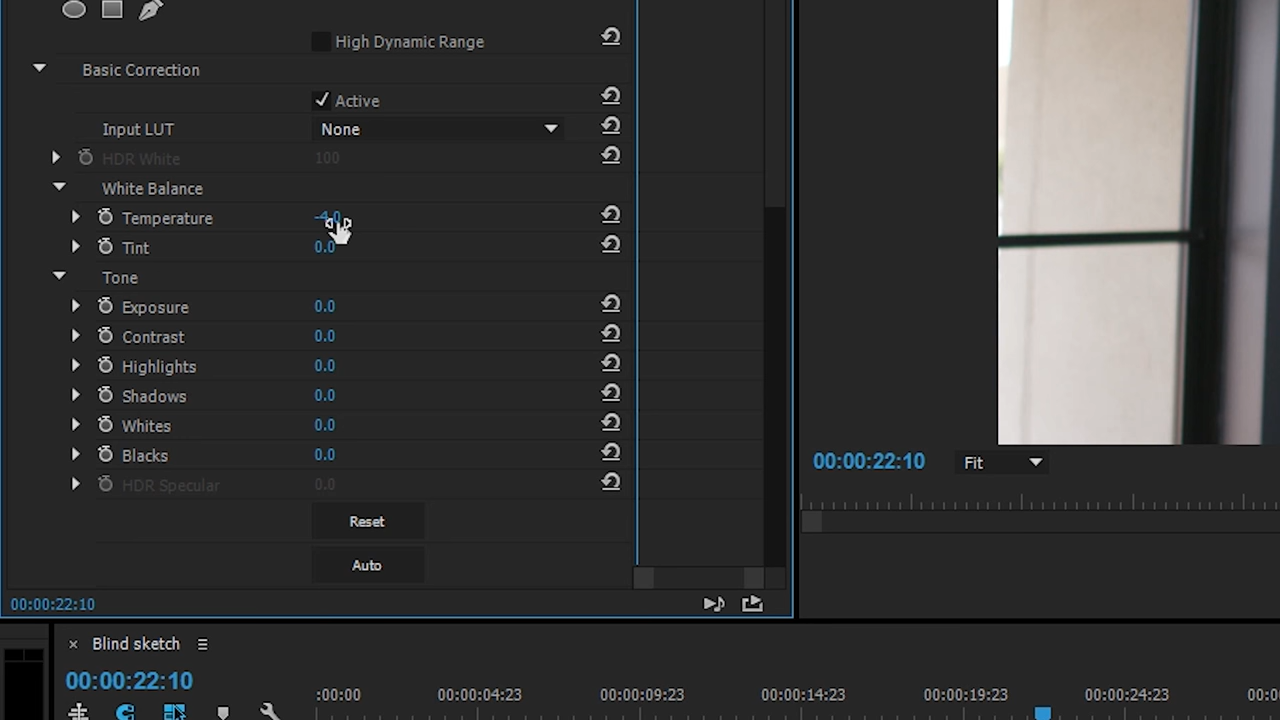 High Dynamic Range
Basic Correction
Active
Input LUT
None
HDR White
100
White Balance
Temperature
-4.0
Tint
0.0
Tone
Exposure
0.0
Contrast
0.0
Highlights
0.0
Shadows
0.0
Whites
0.0
Blacks
0.0
HDR Specular
0.0
Reset
Auto
00:00:22:10
00:00:22:10
Fit
× Blind sketch
00:00:22:10
:00:00
00:00:04:23
00:00:09:23
00:00:14:23
00:00:19:23
00:00:24:23